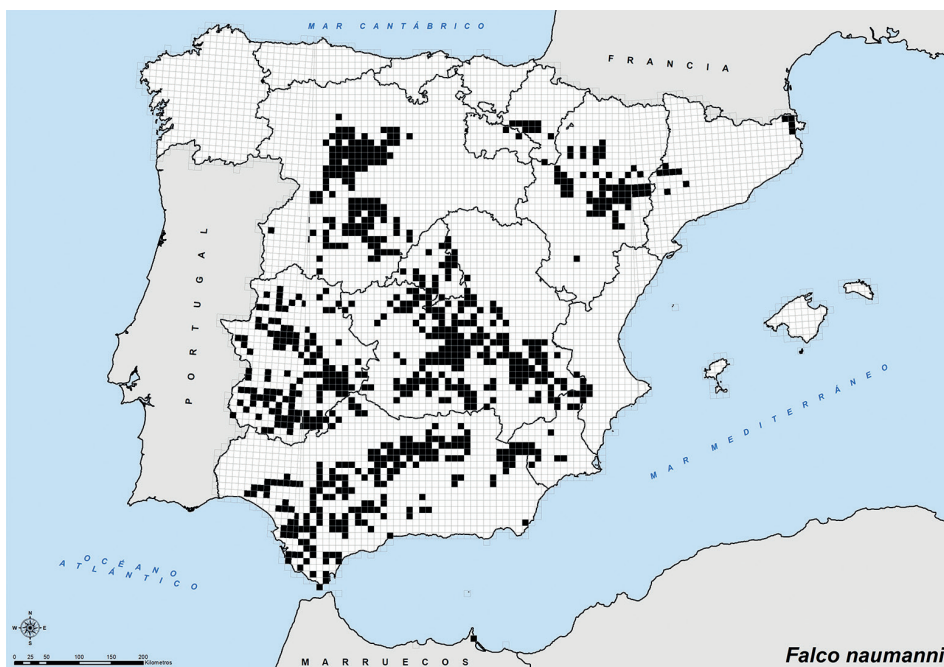 MAR CANTÁBRICO
FRANCIA
PORTUGAL
MAR MEDITERRÁNEO
OCÉANO
ATLÁNTICO
N
W E
S
0 25 50 100 150 200
Kilometros
MARRUECOS
Falco naumanni